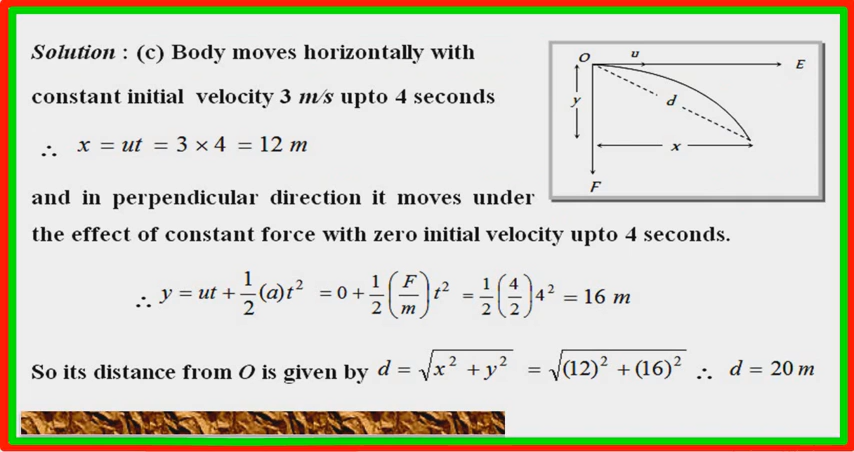 Solution : (c) Body moves horizontally with
constant initial velocity 3 m/s upto 4 seconds
∴ x = ut = 3 × 4 = 12 m
O u E
y d
x
F
and in perpendicular direction it moves under
the effect of constant force with zero initial velocity upto 4 seconds.
∴ y = ut + 1/2 (a)t² = 0 + 1/2 (F/m) t² = 1/2 (4/2) 4² = 16 m
So its distance from O is given by d = √(x² + y²) = √((12)² + (16)²) ∴ d = 20 m